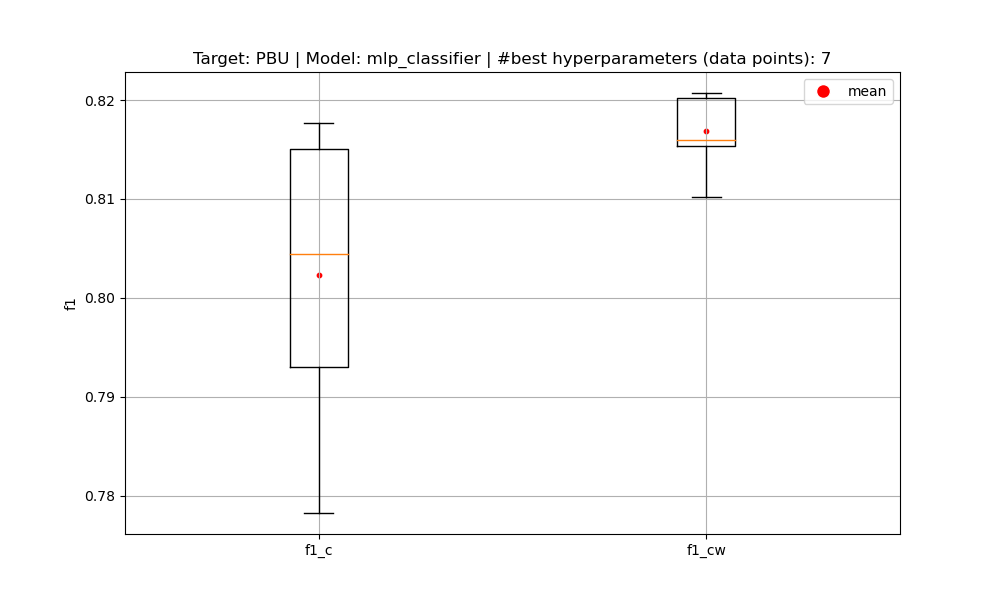 Target: PBU | Model: mlp_classifier | #best hyperparameters (data points): 7
mean
0.82
0.81
0.80
0.79
0.78
f1
f1_c
f1_cw